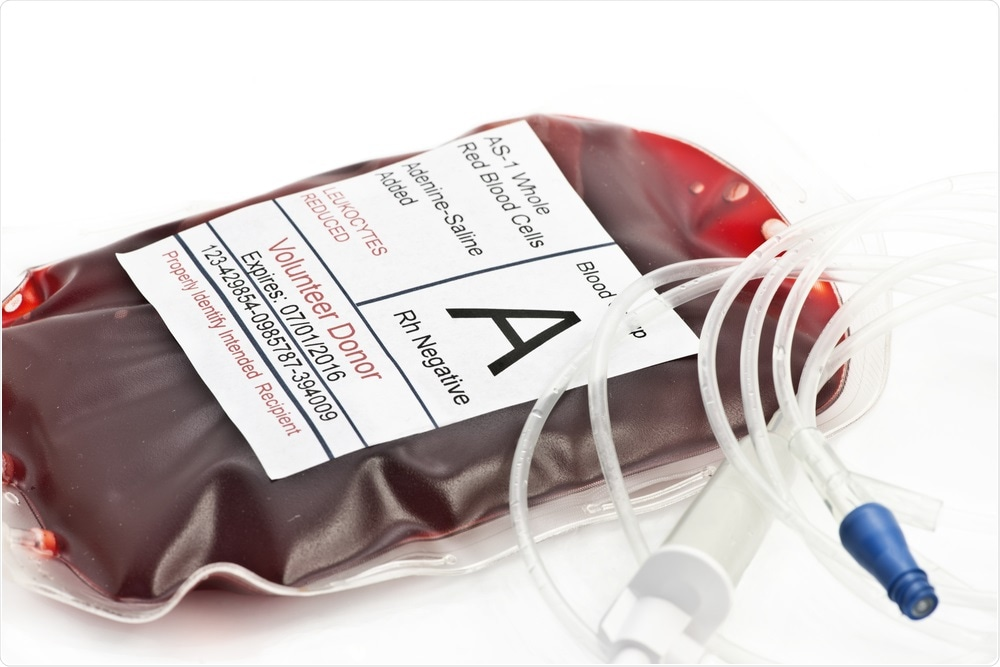 AS-1 Whole
Red Blood Cells
Adenine-Saline
Added
LEUKOCYTES
REDUCED
Blood
A
Rh Negative
Volunteer Donor
Expires: 07/01/2016
123-429854-0985787-394009
Properly Identify Intended Recipient